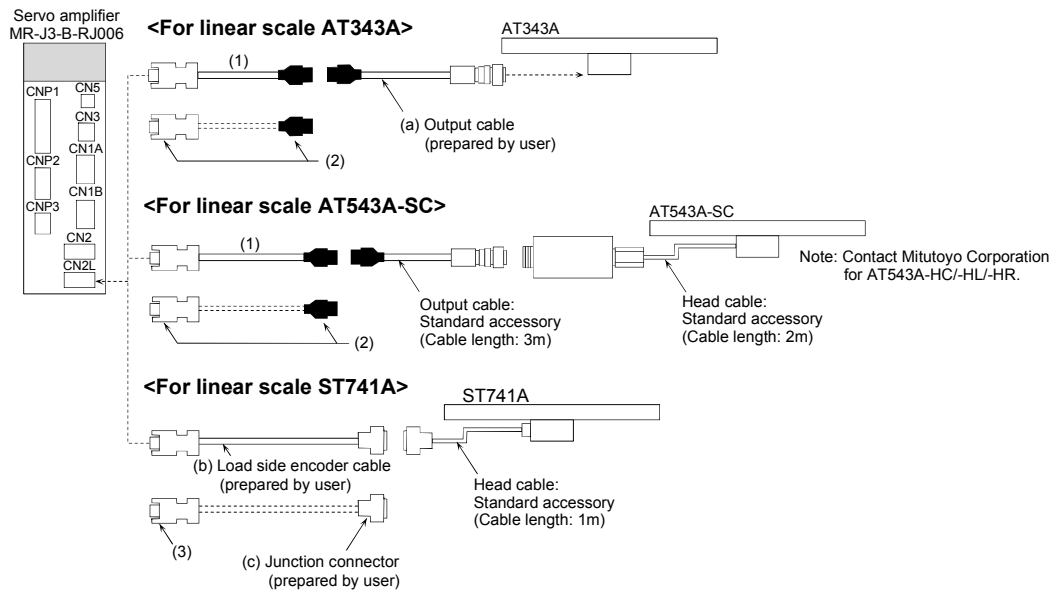 Servo amplifier
MR-J3-B-RJ006
CNP1
CN5
CN3
CN1A
CNP2
CN1B
CNP3
CN2
CN2L
<For linear scale AT343A>
AT343A
(1)
(a) Output cable
(prepared by user)
(2)
<For linear scale AT543A-SC>
AT543A-SC
(1)
Note: Contact Mitutoyo Corporation
for AT543A-HC/-HL/-HR.
Output cable:
Standard accessory
(Cable length: 3m)
Head cable:
Standard accessory
(Cable length: 2m)
(2)
<For linear scale ST741A>
ST741A
(b) Load side encoder cable
(prepared by user)
Head cable:
Standard accessory
(Cable length: 1m)
(3)
(c) Junction connector
(prepared by user)